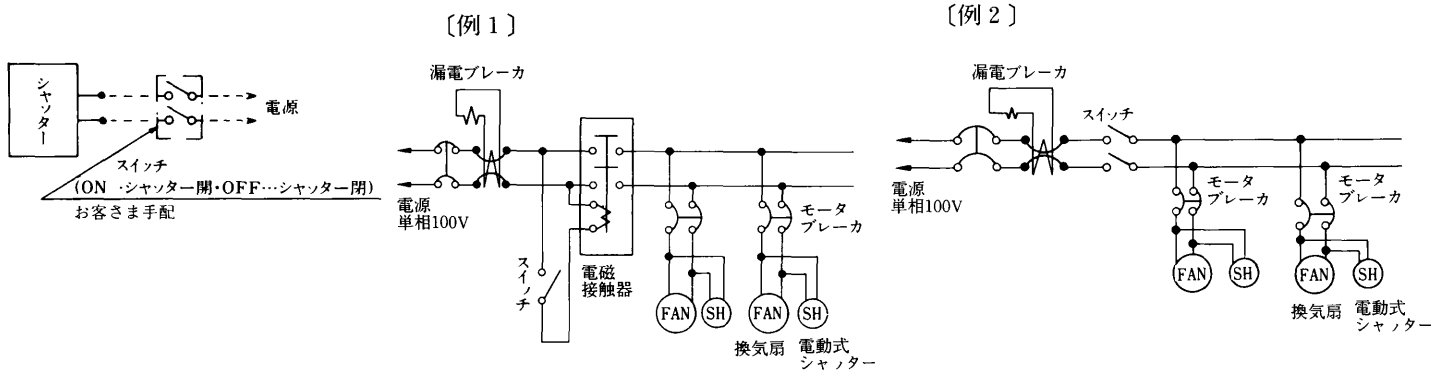 シャッター
電源
スイッチ
(ON…シャッター開・OFF…シャッター閉)
お客さま手配
〔例1〕
漏電ブレーカ
電源
単相100V
スイッチ
電磁
接触器
モータ
ブレーカ
FAN
SH
FAN
SH
換気扇
電動式
シャッター
〔例2〕
漏電ブレーカ
スイッチ
電源
単相100V
モータ
ブレーカ
モータ
ブレーカ
FAN
SH
FAN
SH
換気扇
電動式
シャッター